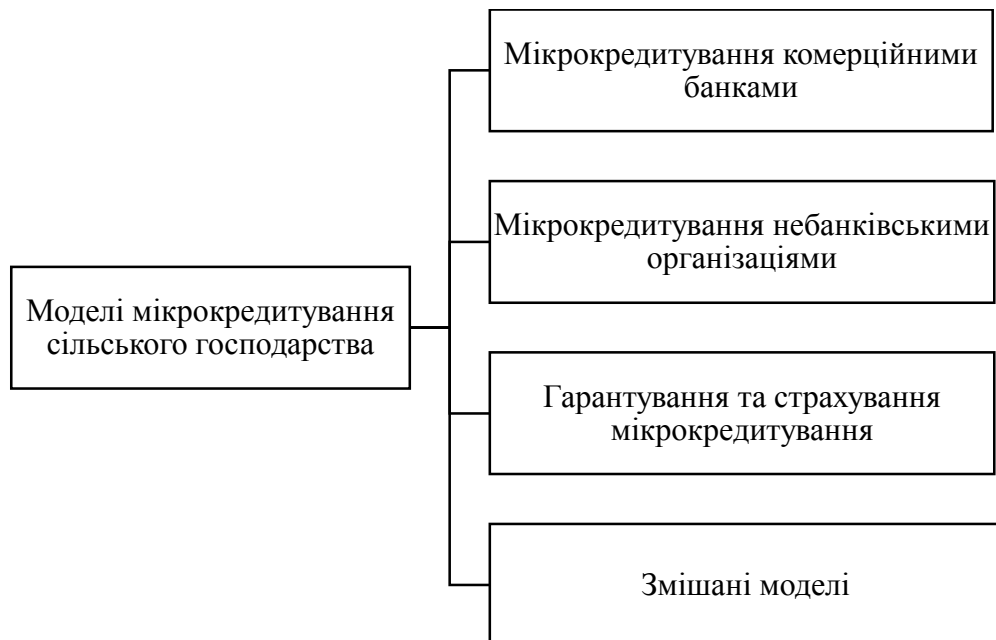 Мікрокредитування комерційними
банками
Мікрокредитування небанківськими
організаціями
Моделі мікрокредитування
сільського господарства
Гарантування та страхування
мікрокредитування
Змішані моделі